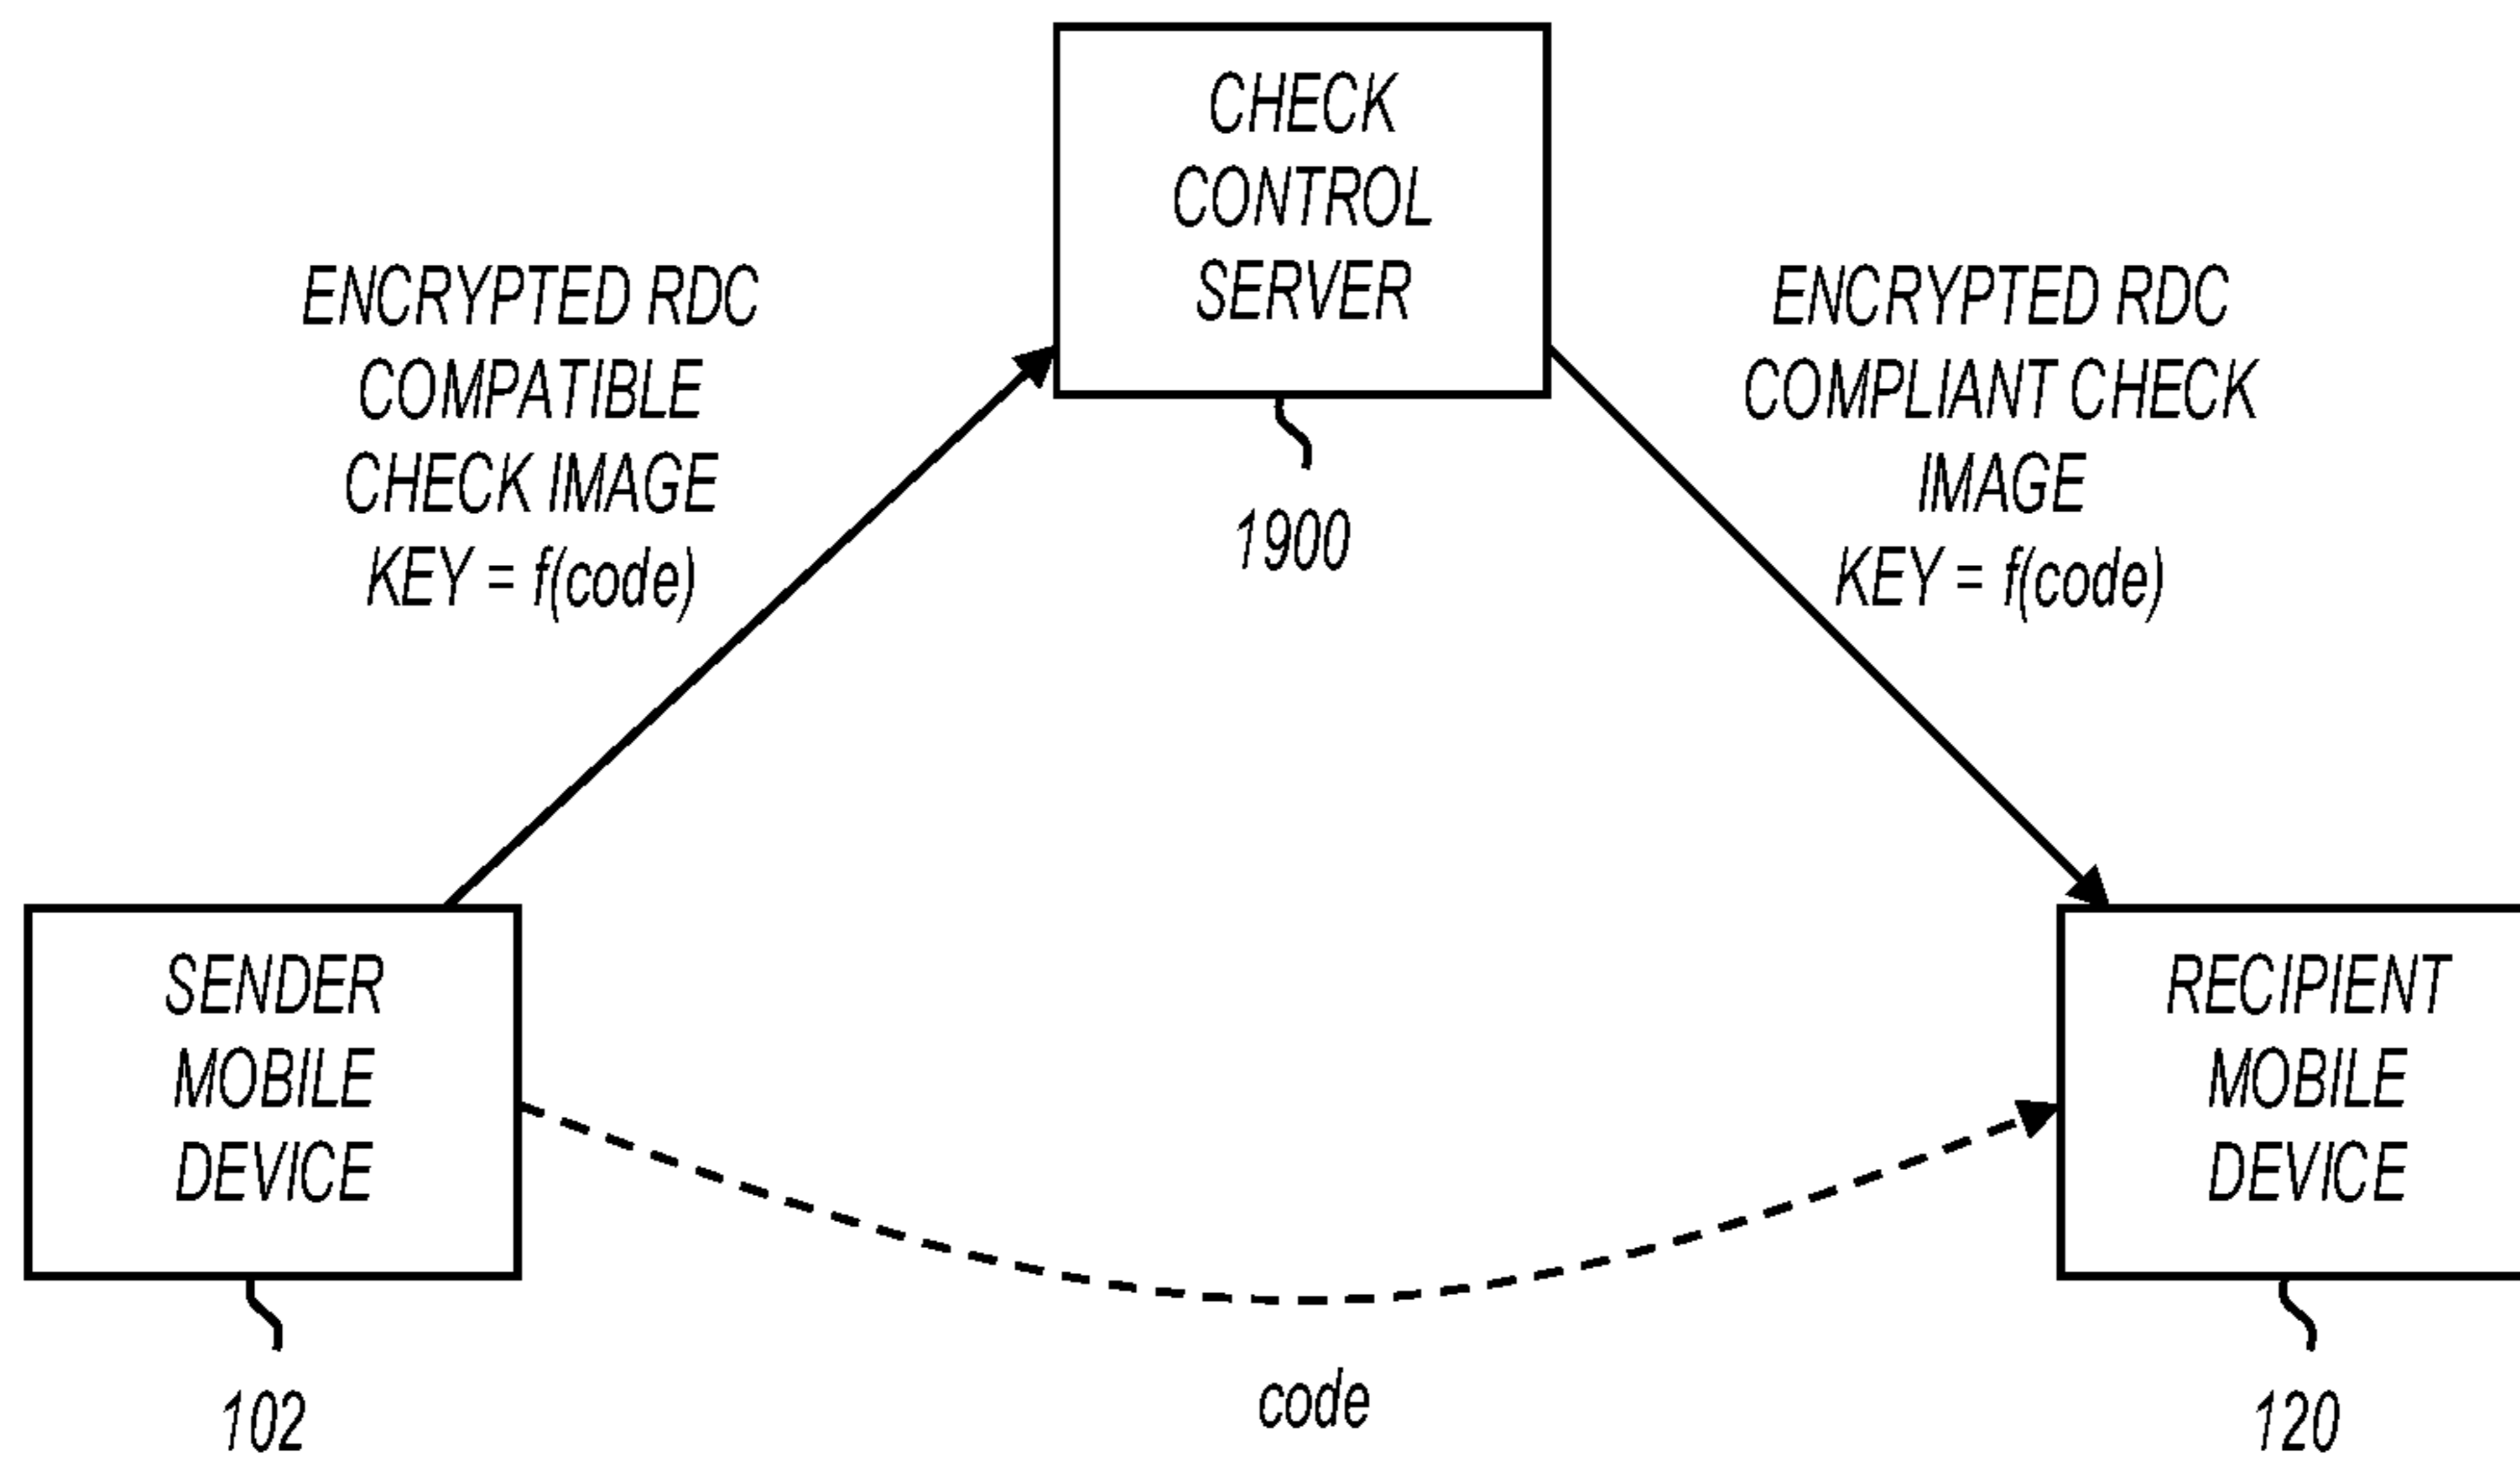 CHECK
CONTROL
SERVER
1900
ENCRYPTED RDC
COMPATIBLE
CHECK IMAGE
KEY = f(code)
ENCRYPTED RDC
COMPLIANT CHECK
IMAGE
KEY = f(code)
SENDER
MOBILE
DEVICE
102
RECIPIENT
MOBILE
DEVICE
120
code